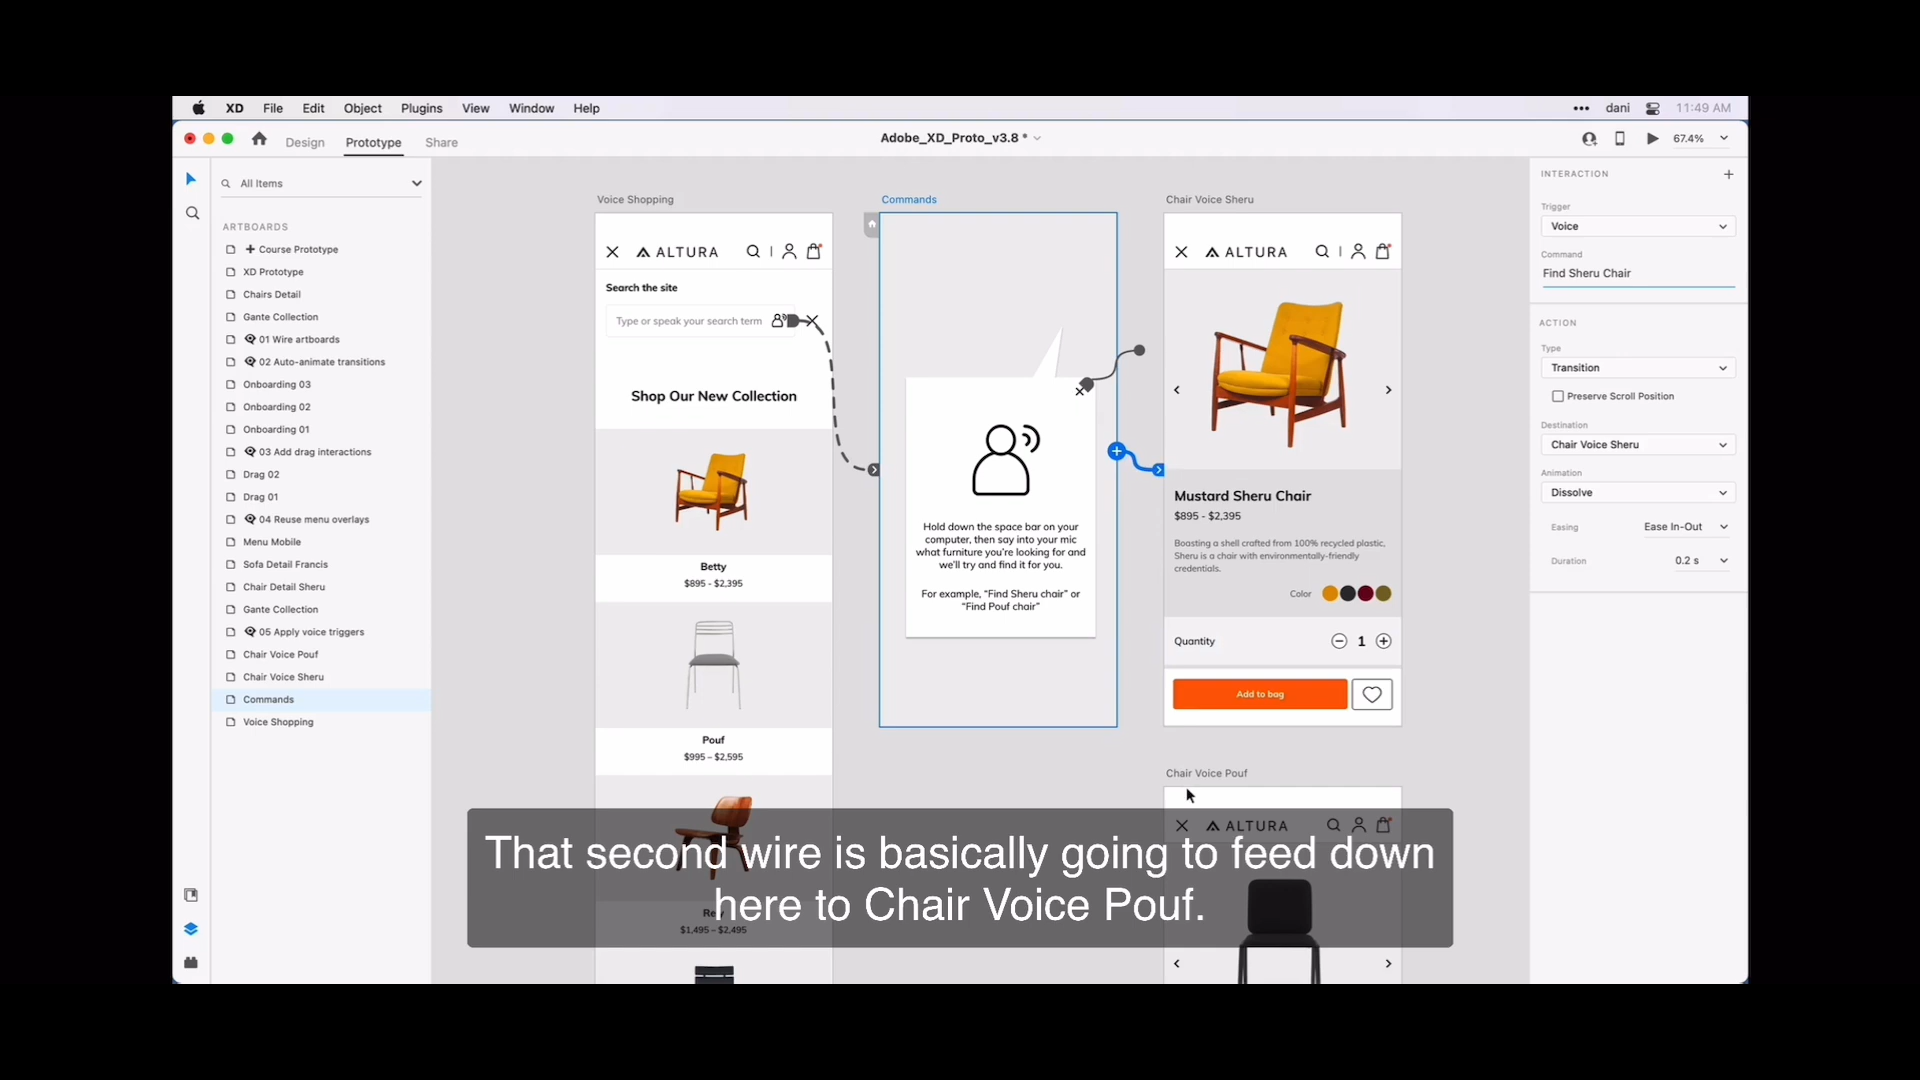 XD File Edit Object Plugins View Window Help
dani 11:49 AM
Design Prototype Share
Adobe_XD_Proto_v3.8 *
67.4%
All Items
ARTBOARDS
Course Prototype
XD Prototype
Chairs Detail
Gante Collection
01 Wire artboards
02 Auto-animate transitions
Onboarding 03
Onboarding 02
Onboarding 01
03 Add drag interactions
Drag 02
Drag 01
04 Reuse menu overlays
Menu Mobile
Sofa Detail Francis
Chair Detail Sheru
Gante Collection
05 Apply voice triggers
Chair Voice Pouf
Chair Voice Sheru
Commands
Voice Shopping
Voice Shopping
ALTURA
Search the site
Type or speak your search term
Shop Our New Collection
Betty
$895 - $2,395
Pouf
$995 – $2,595
$1,495 – $2,495
Commands
Hold down the space bar on your
computer, then say into your mic
what furniture you're looking for and
we'll try and find it for you.
For example, “Find Sheru chair” or
“Find Pouf chair”
Chair Voice Sheru
ALTURA
Mustard Sheru Chair
$895 - $2,395
Boasting a shell crafted from 100% recycled plastic,
Sheru is a chair with environmentally-friendly
credentials.
Color
Quantity 1
Add to bag
Chair Voice Pouf
ALTURA
INTERACTION
Trigger
Voice
Command
Find Sheru Chair
ACTION
Type
Transition
Preserve Scroll Position
Destination
Chair Voice Sheru
Animation
Dissolve
Easing Ease In-Out
Duration 0.2 s
That second wire is basically going to feed down
here to Chair Voice Pouf.